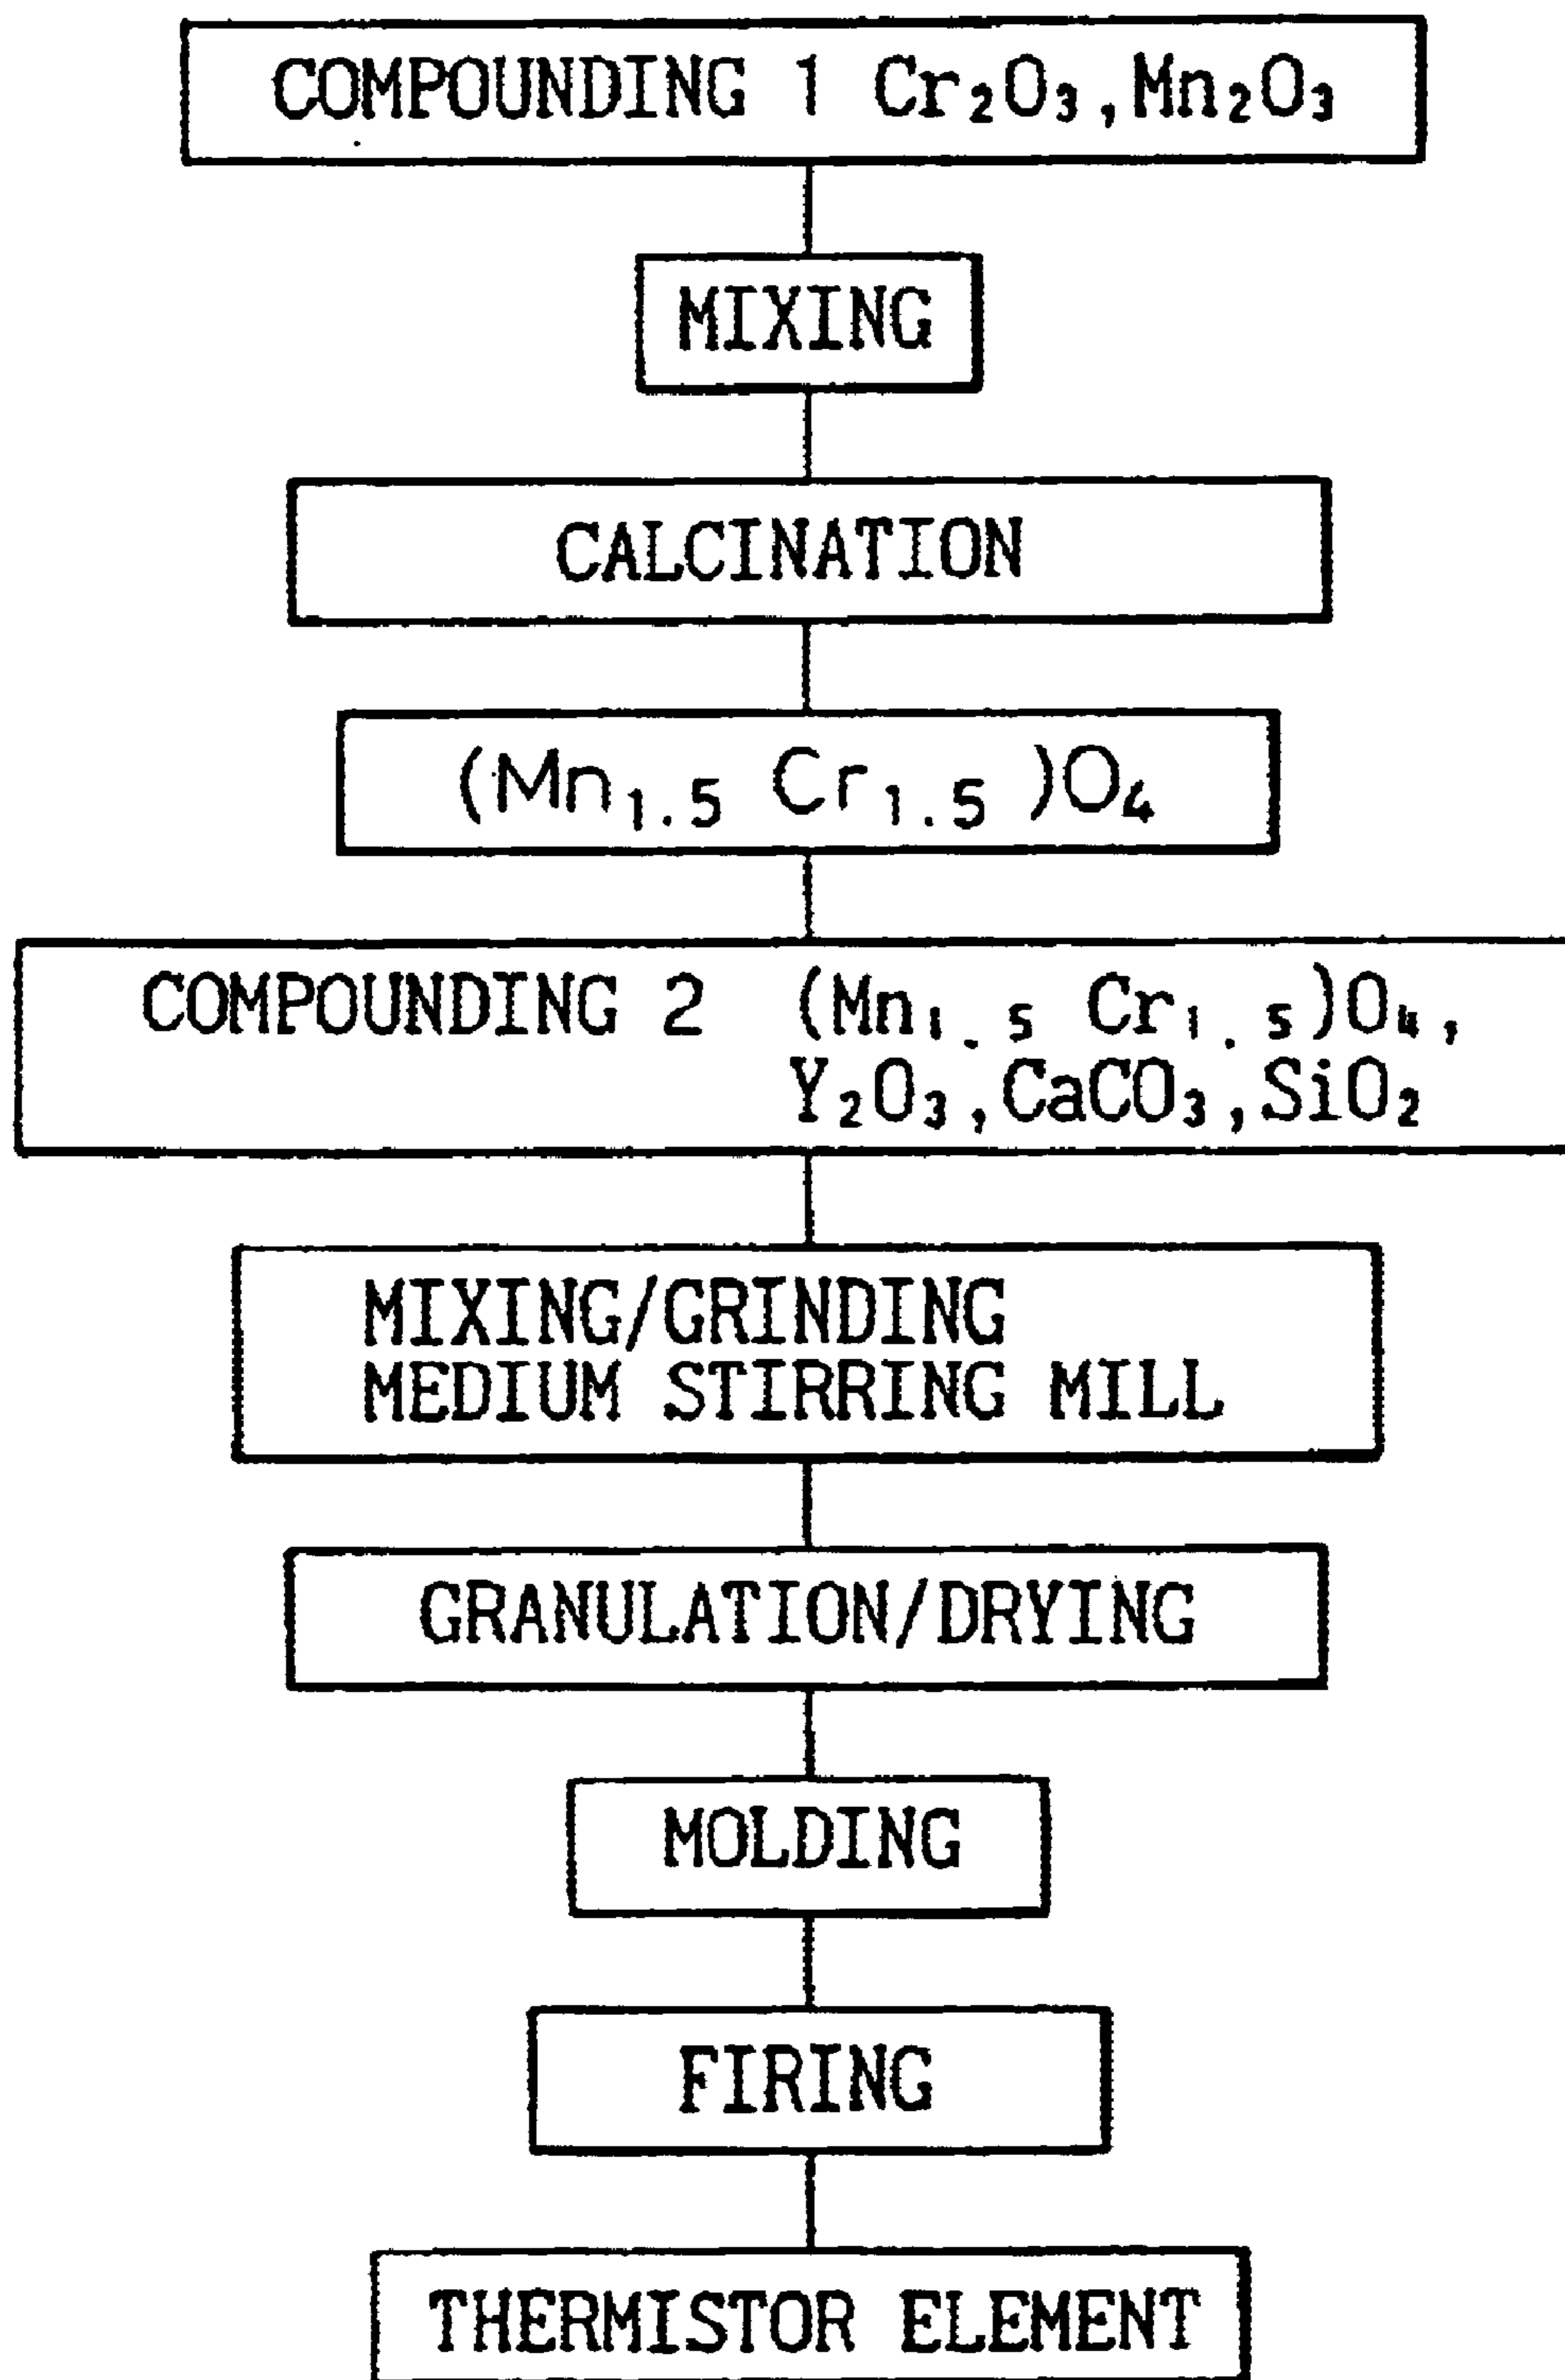 COMPOUNDING 1 Cr₂O₃,Mn₂O₃
MIXING
CALCINATION
(Mn₁.₅ Cr₁.₅ )O₄
COMPOUNDING 2 (Mn₁.₅ Cr₁.₅)O₄,
Y₂O₃,CaCO₃,SiO₂
MIXING/GRINDING
MEDIUM STIRRING MILL
GRANULATION/DRYING
MOLDING
FIRING
THERMISTOR ELEMENT